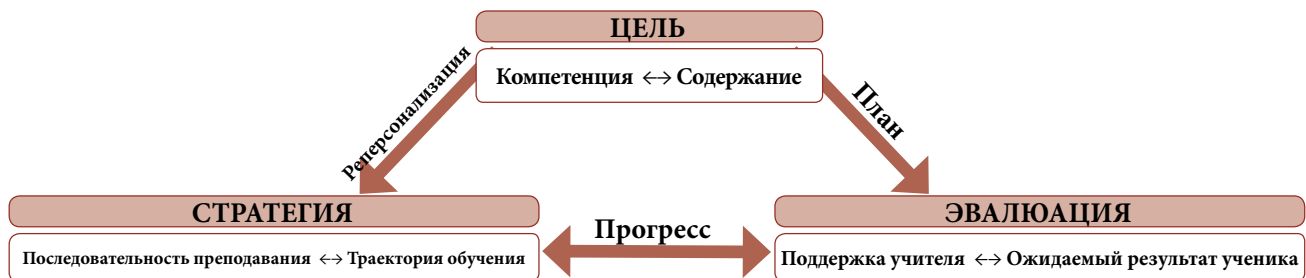 ЦЕЛЬ
Компетенция ↔ Содержание
Реперсонализация
План
СТРАТЕГИЯ
Последовательность преподавания ↔ Траектория обучения
Прогресс
ЭВАЛЮАЦИЯ
Поддержка учителя ↔ Ожидаемый результат ученика